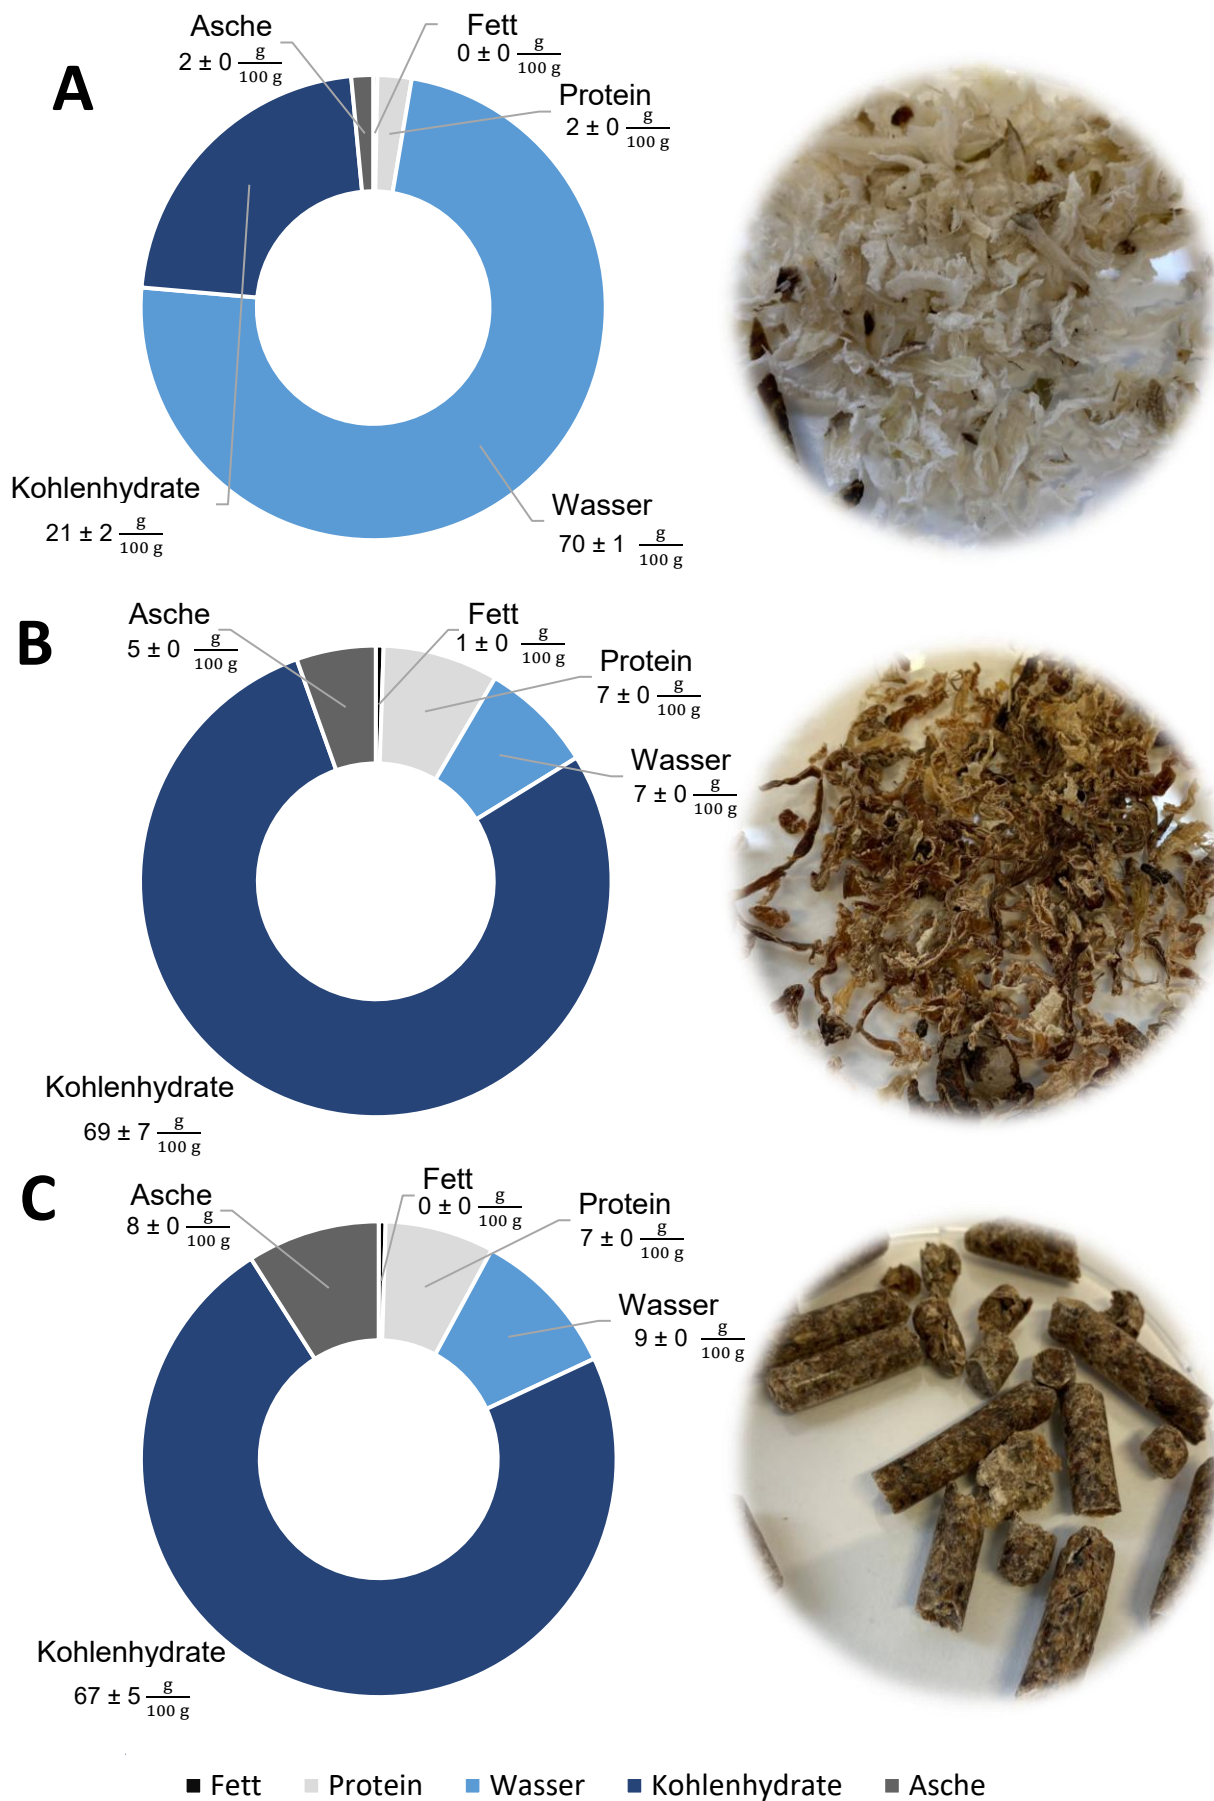 A
Asche
2 ± 0 g/100 g
Fett
0 ± 0 g/100 g
Protein
2 ± 0 g/100 g
Kohlenhydrate
21 ± 2 g/100 g
Wasser
70 ± 1 g/100 g
B
Asche
5 ± 0 g/100 g
Fett
1 ± 0 g/100 g
Protein
7 ± 0 g/100 g
Wasser
7 ± 0 g/100 g
Kohlenhydrate
69 ± 7 g/100 g
C
Asche
8 ± 0 g/100 g
Fett
0 ± 0 g/100 g
Protein
7 ± 0 g/100 g
Wasser
9 ± 0 g/100 g
Kohlenhydrate
67 ± 5 g/100 g
Fett Protein Wasser Kohlenhydrate Asche